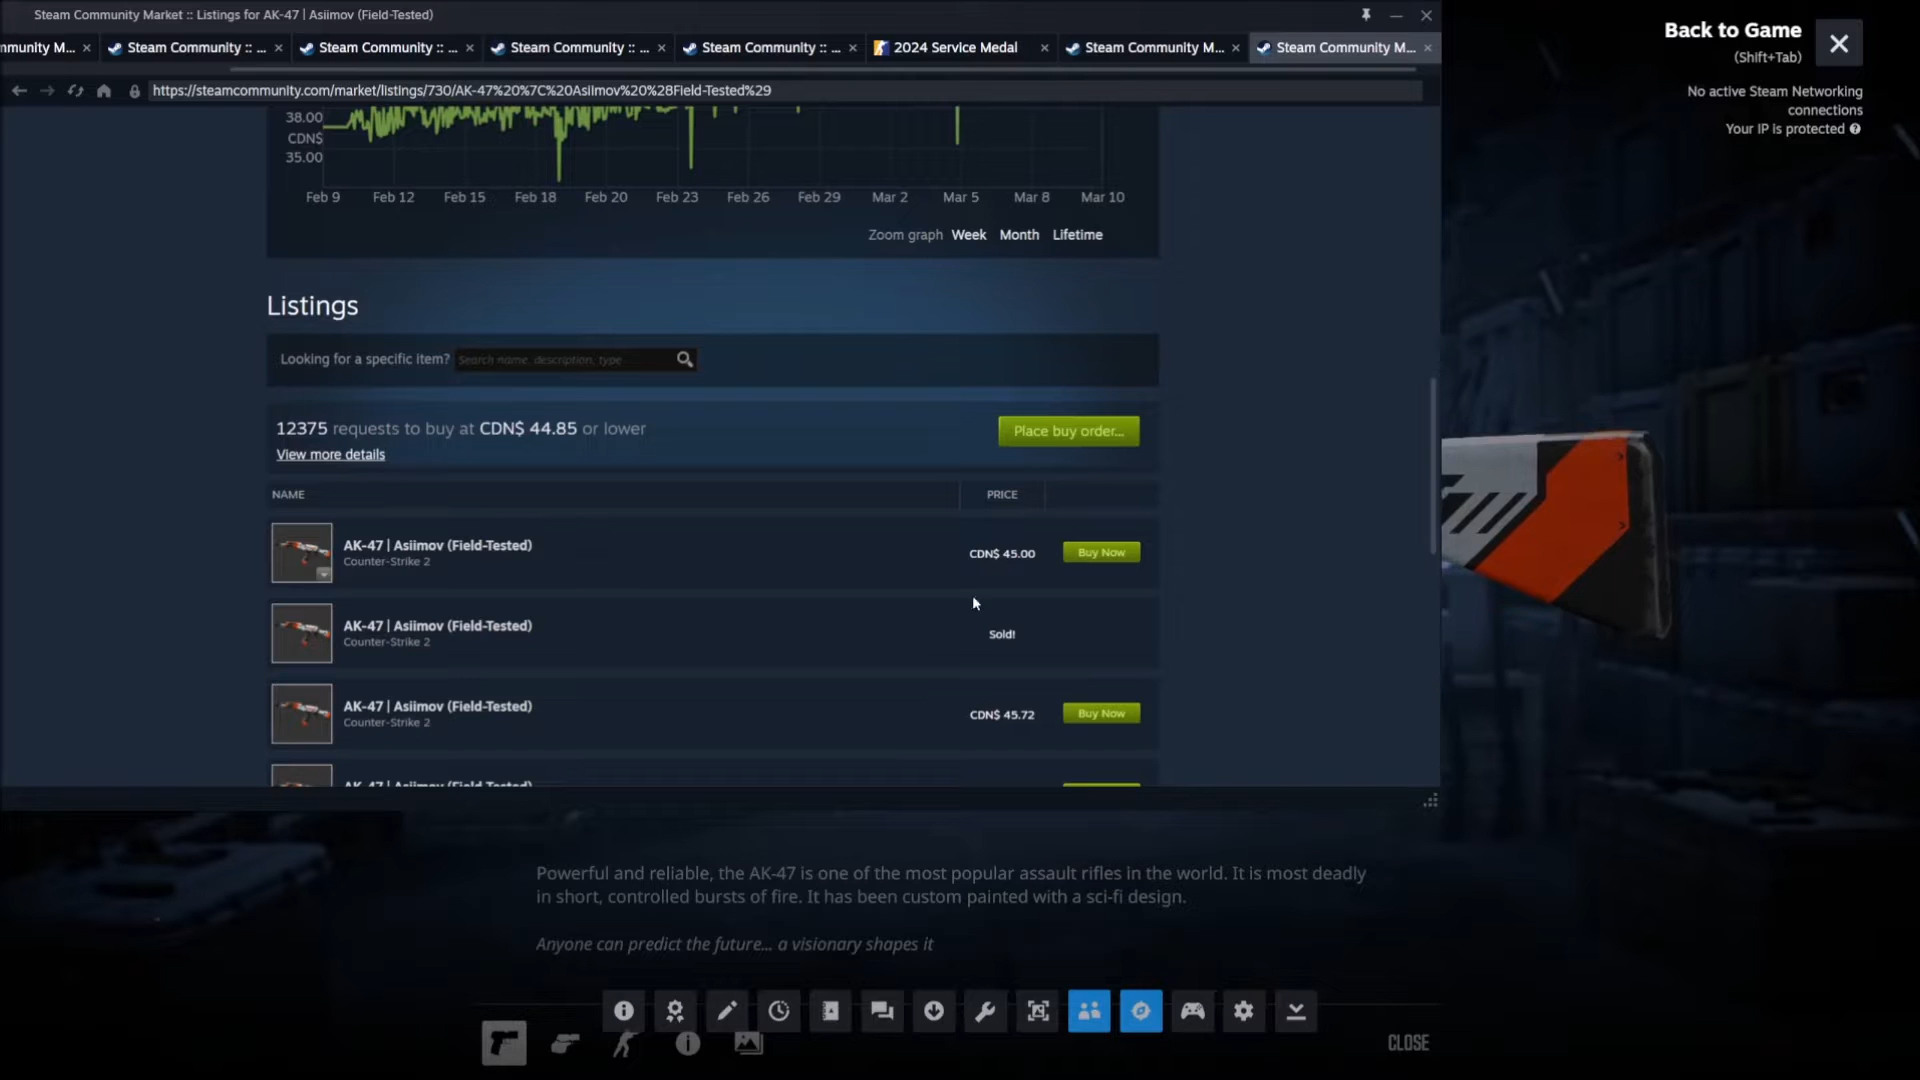 Steam Community Market :: Listings for AK-47 | Asiimov (Field-Tested)
mmunity M...
Steam Community :: ...
Steam Community :: ...
Steam Community :: ...
Steam Community :: ...
2024 Service Medal
Steam Community M...
Steam Community M...
https://steamcommunity.com/market/listings/730/AK-47%20%7C%20Asiimov%20%28Field-Tested%29
Back to Game
(Shift+Tab)
No active Steam Networking
connections
Your IP is protected
38.00
CDN$
35.00
Feb 9 Feb 12 Feb 15 Feb 18 Feb 20 Feb 23 Feb 26 Feb 29 Mar 2 Mar 5 Mar 8 Mar 10
Zoom graph Week Month Lifetime
Listings
Looking for a specific item? Search name, description, type
12375 requests to buy at CDN$ 44.85 or lower
Place buy order...
View more details
NAME PRICE
AK-47 | Asiimov (Field-Tested)
Counter-Strike 2
CDN$ 45.00 Buy Now
AK-47 | Asiimov (Field-Tested)
Counter-Strike 2
Sold!
AK-47 | Asiimov (Field-Tested)
Counter-Strike 2
CDN$ 45.72 Buy Now
AK-47 | Asiimov (Field-Tested)
Powerful and reliable, the AK-47 is one of the most popular assault rifles in the world. It is most deadly
in short, controlled bursts of fire. It has been custom painted with a sci-fi design.
Anyone can predict the future... a visionary shapes it
CLOSE